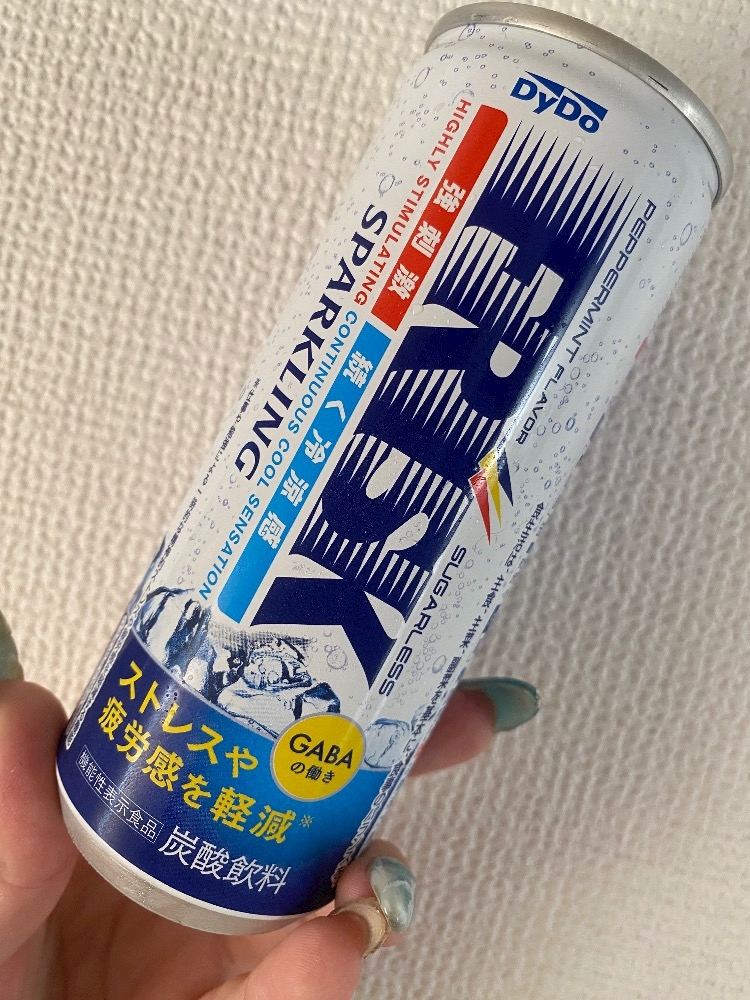 DyDo
PEPPERMINT FLAVOR
FRISK
SUGARLESS
強刺激
続く冷涼感
HIGHLY STIMULATING CONTINUOUS COOL SENSATION
SPARKLING
GABA
の働き
ストレスや
疲労感を軽減※
機能性表示食品
炭酸飲料